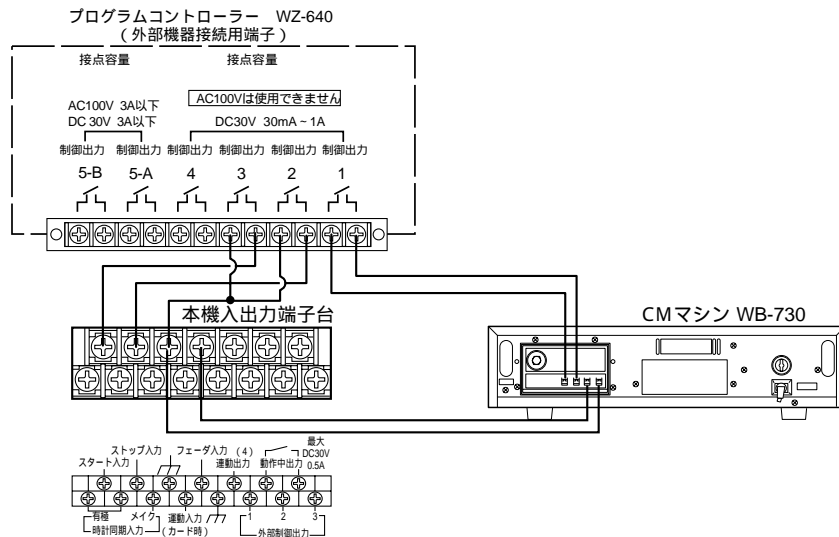 プログラムコントローラー　WZ-640
（外部機器接続用端子）
接点容量　接点容量
AC100V 3A以下
DC 30V 3A以下
AC100Vは使用できません
DC30V 30mA ~ 1A
制御出力 制御出力 制御出力 制御出力 制御出力 制御出力
5-B 5-A 4 3 2 1
本機入出力端子台
CMマシン WB-730
スタート入力 ストップ入力 フェーダ入力 (4) 連動出力 動作中出力 最大 DC30V 0.5A
有極 メイク 運動入力 (カード時) 1 2 3
時計同期入力 外部制御出力